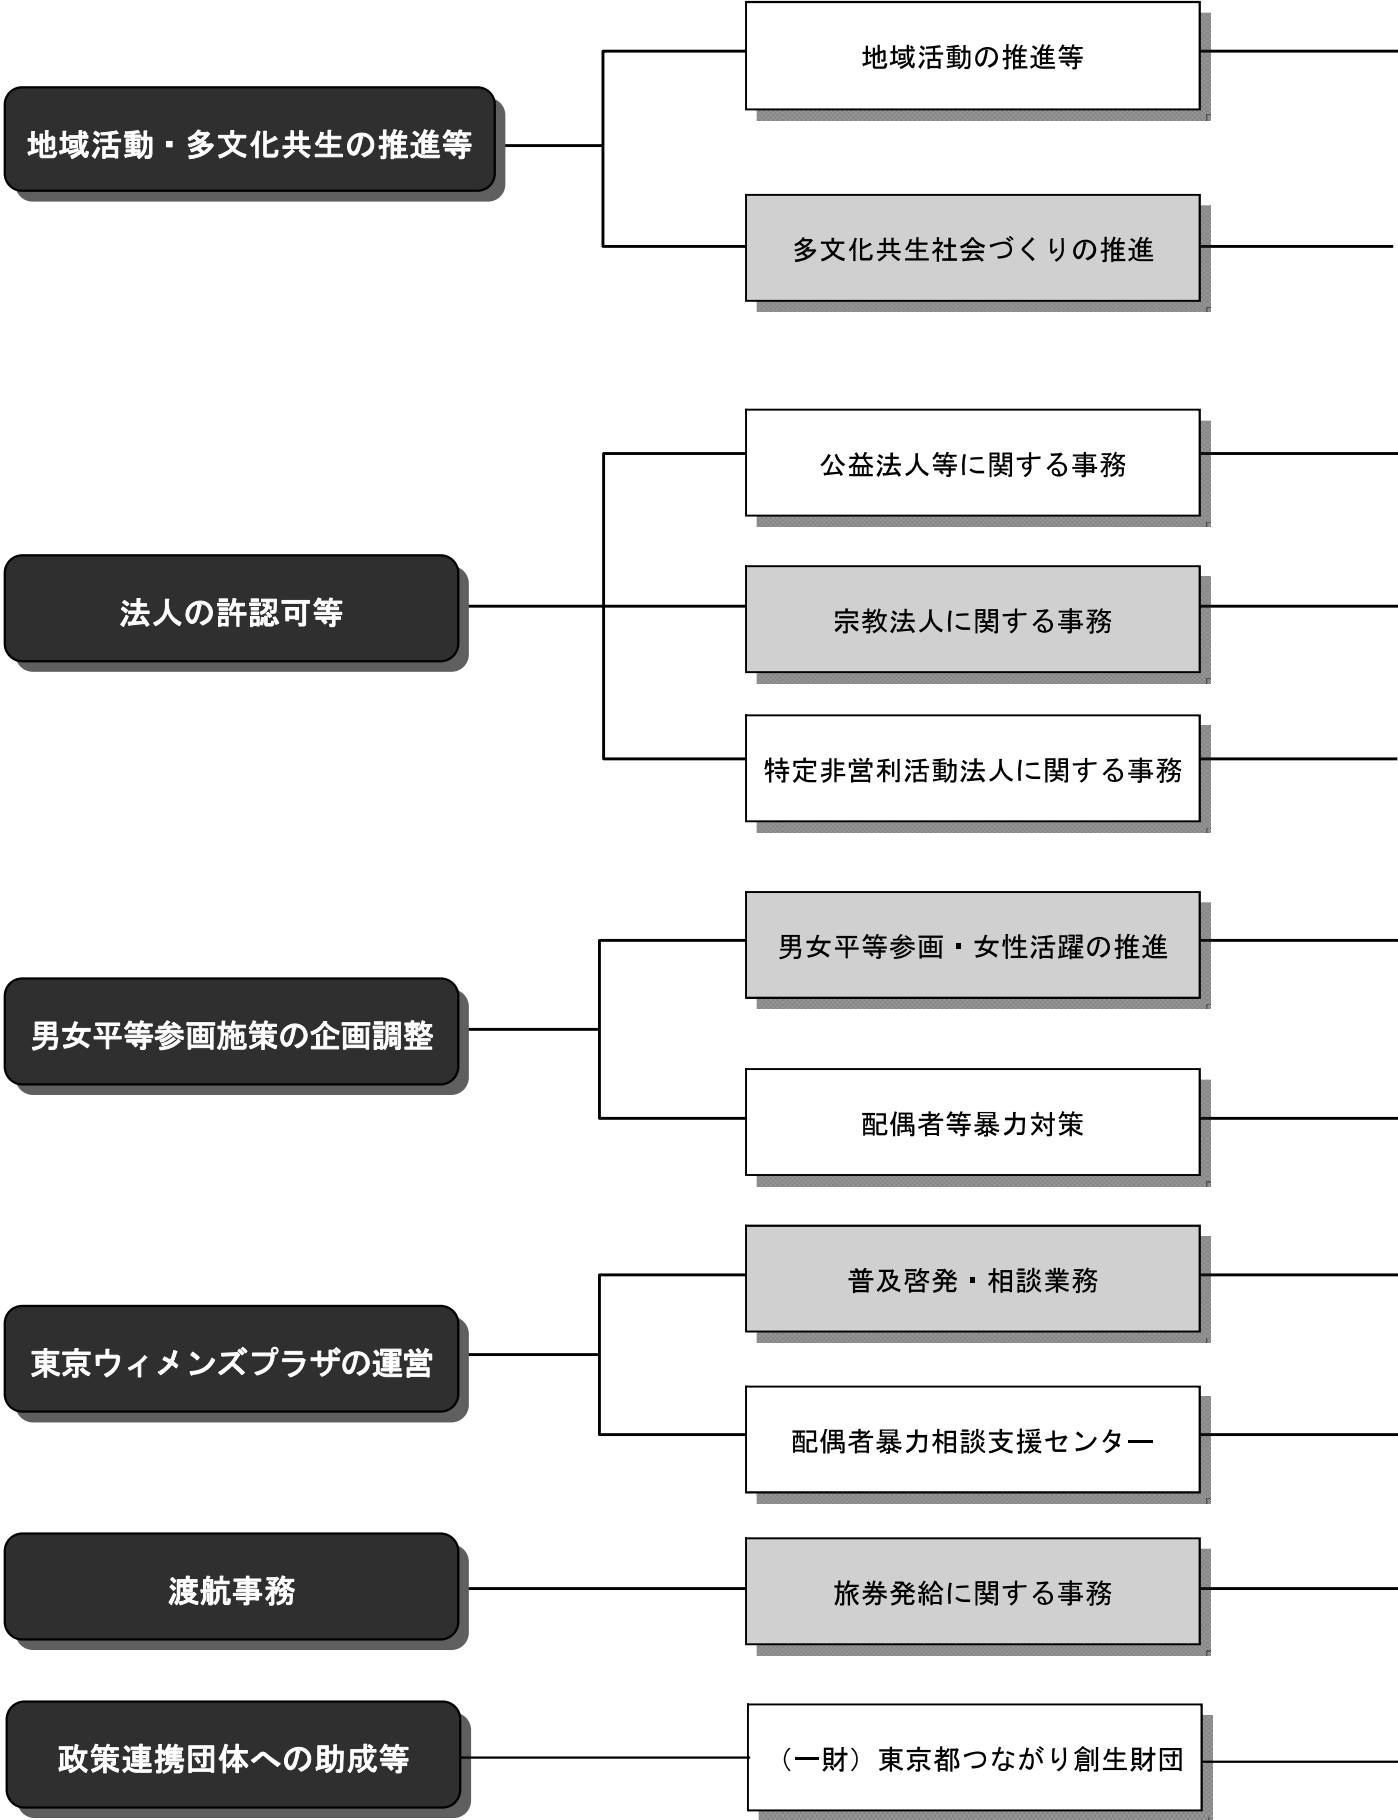 地域活動・多文化共生の推進等
地域活動の推進等
多文化共生社会づくりの推進
法人の許認可等
公益法人等に関する事務
宗教法人に関する事務
特定非営利活動法人に関する事務
男女平等参画施策の企画調整
男女平等参画・女性活躍の推進
配偶者等暴力対策
東京ウィメンズプラザの運営
普及啓発・相談業務
配偶者暴力相談支援センター
渡航事務
旅券発給に関する事務
政策連携団体への助成等
（一財）東京都つながり創生財団